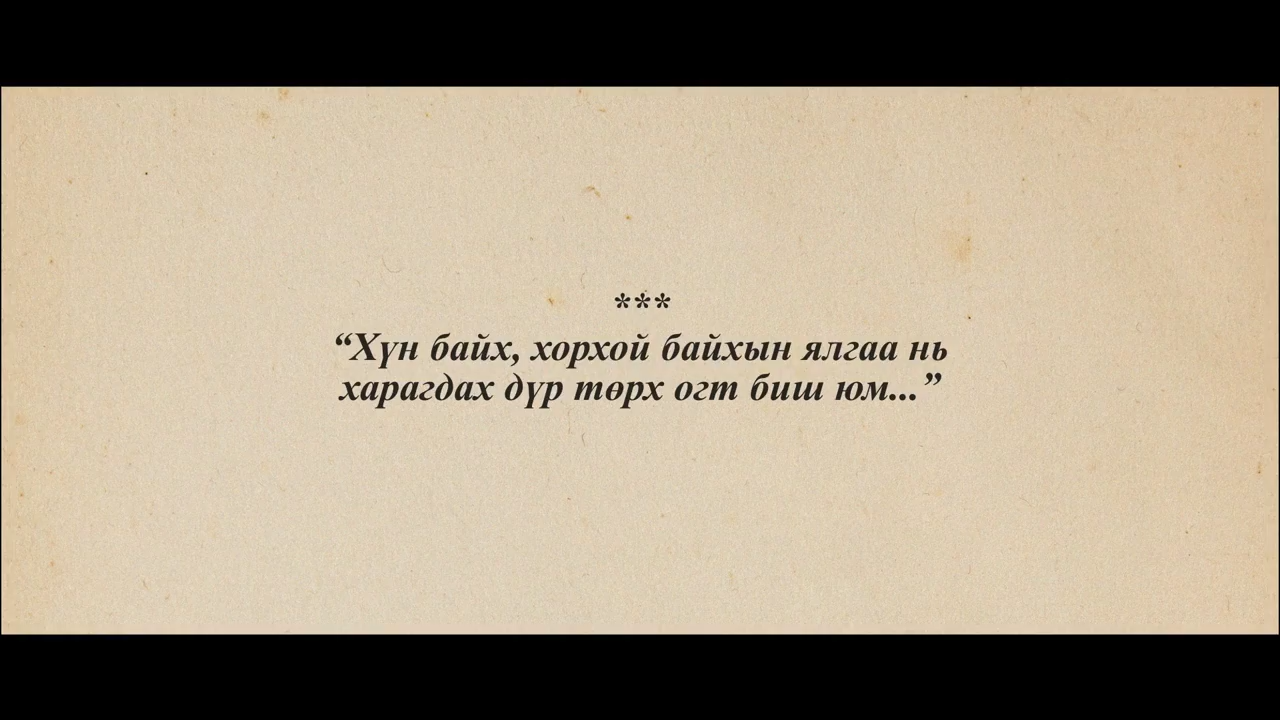 ***
“Хүн байх, хорхой байхын ялгаа нь
харагдах дүр төрх огт биш юм...”